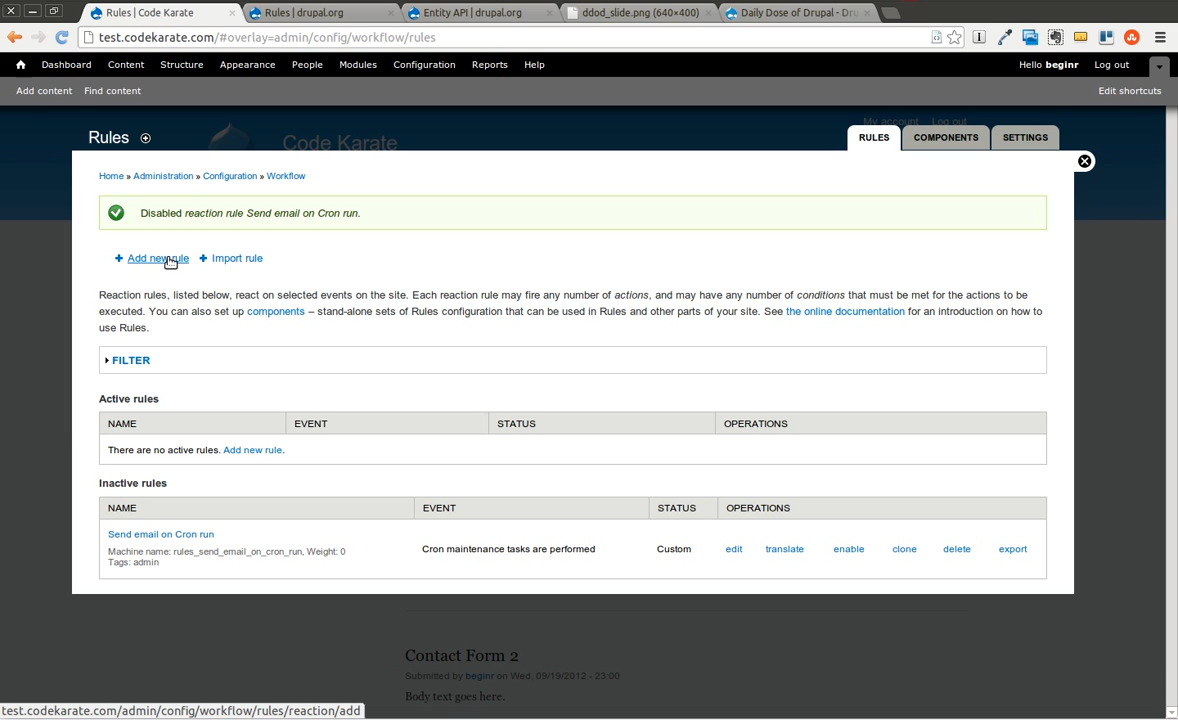 Rules | Code Karate
Rules | drupal.org
Entity API | drupal.org
ddod_slide.png (640×400)
Daily Dose of Drupal - Dru
test.codekarate.com/#overlay=admin/config/workflow/rules
Dashboard Content Structure Appearance People Modules Configuration Reports Help
Hello beginr Log out
Add content Find content
Edit shortcuts
My account Log out
Rules
Code Karate
RULES COMPONENTS SETTINGS
Home » Administration » Configuration » Workflow
Disabled reaction rule Send email on Cron run.
Add new rule Import rule
Reaction rules, listed below, react on selected events on the site. Each reaction rule may fire any number of actions, and may have any number of conditions that must be met for the actions to be
executed. You can also set up components – stand-alone sets of Rules configuration that can be used in Rules and other parts of your site. See the online documentation for an introduction on how to
use Rules.
FILTER
Active rules
NAME EVENT STATUS OPERATIONS
There are no active rules. Add new rule.
Inactive rules
NAME EVENT STATUS OPERATIONS
Send email on Cron run
Machine name: rules_send_email_on_cron_run, Weight: 0
Tags: admin
Cron maintenance tasks are performed Custom edit translate enable clone delete export
Contact Form 2
Submitted by beginr on Wed, 09/19/2012 - 23:00
Body text goes here.
test.codekarate.com/admin/config/workflow/rules/reaction/add